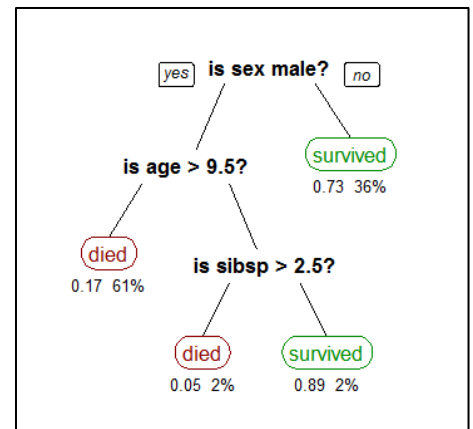 yes is sex male? no
survived
is age > 9.5?
0.73 36%
died
is sibsp > 2.5?
0.17 61%
died survived
0.05 2% 0.89 2%